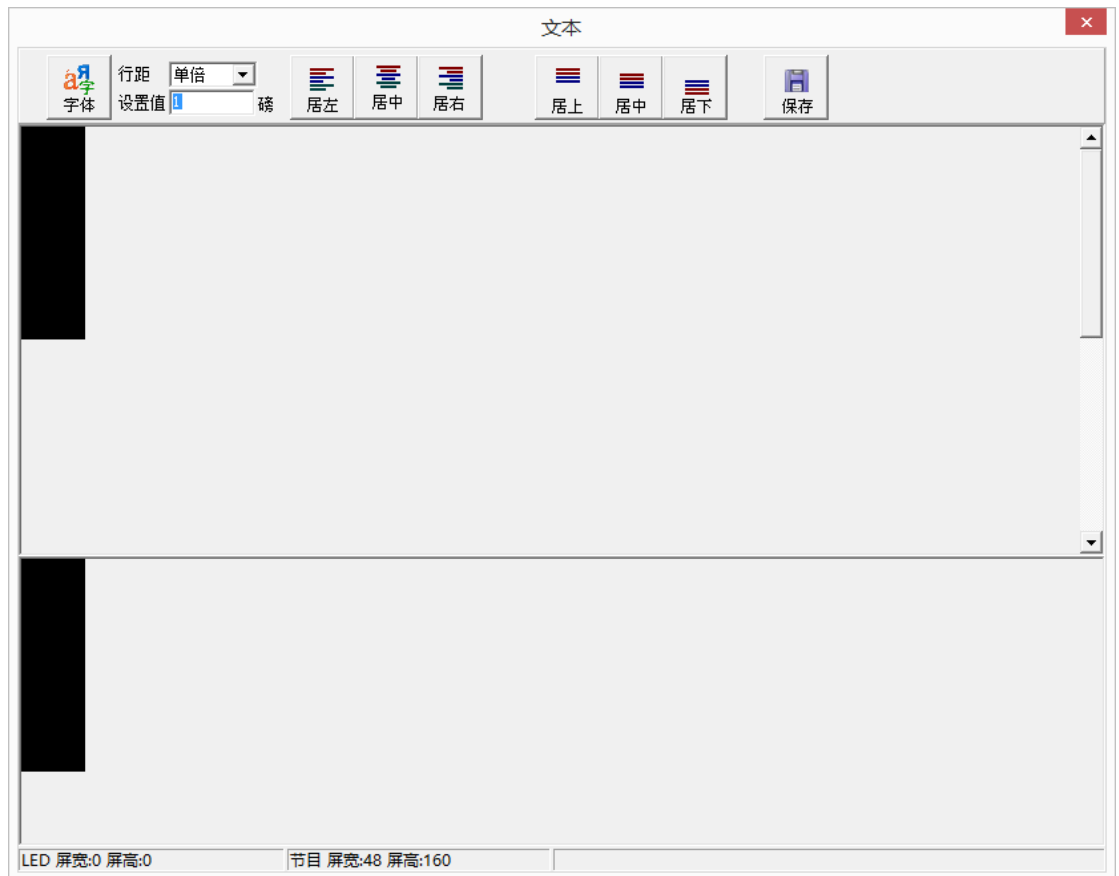 文本
字体
行距 单倍
设置值 1 磅
居左
居中
居右
居上
居中
居下
保存
LED 屏宽:0 屏高:0
节目 屏宽:48 屏高:160